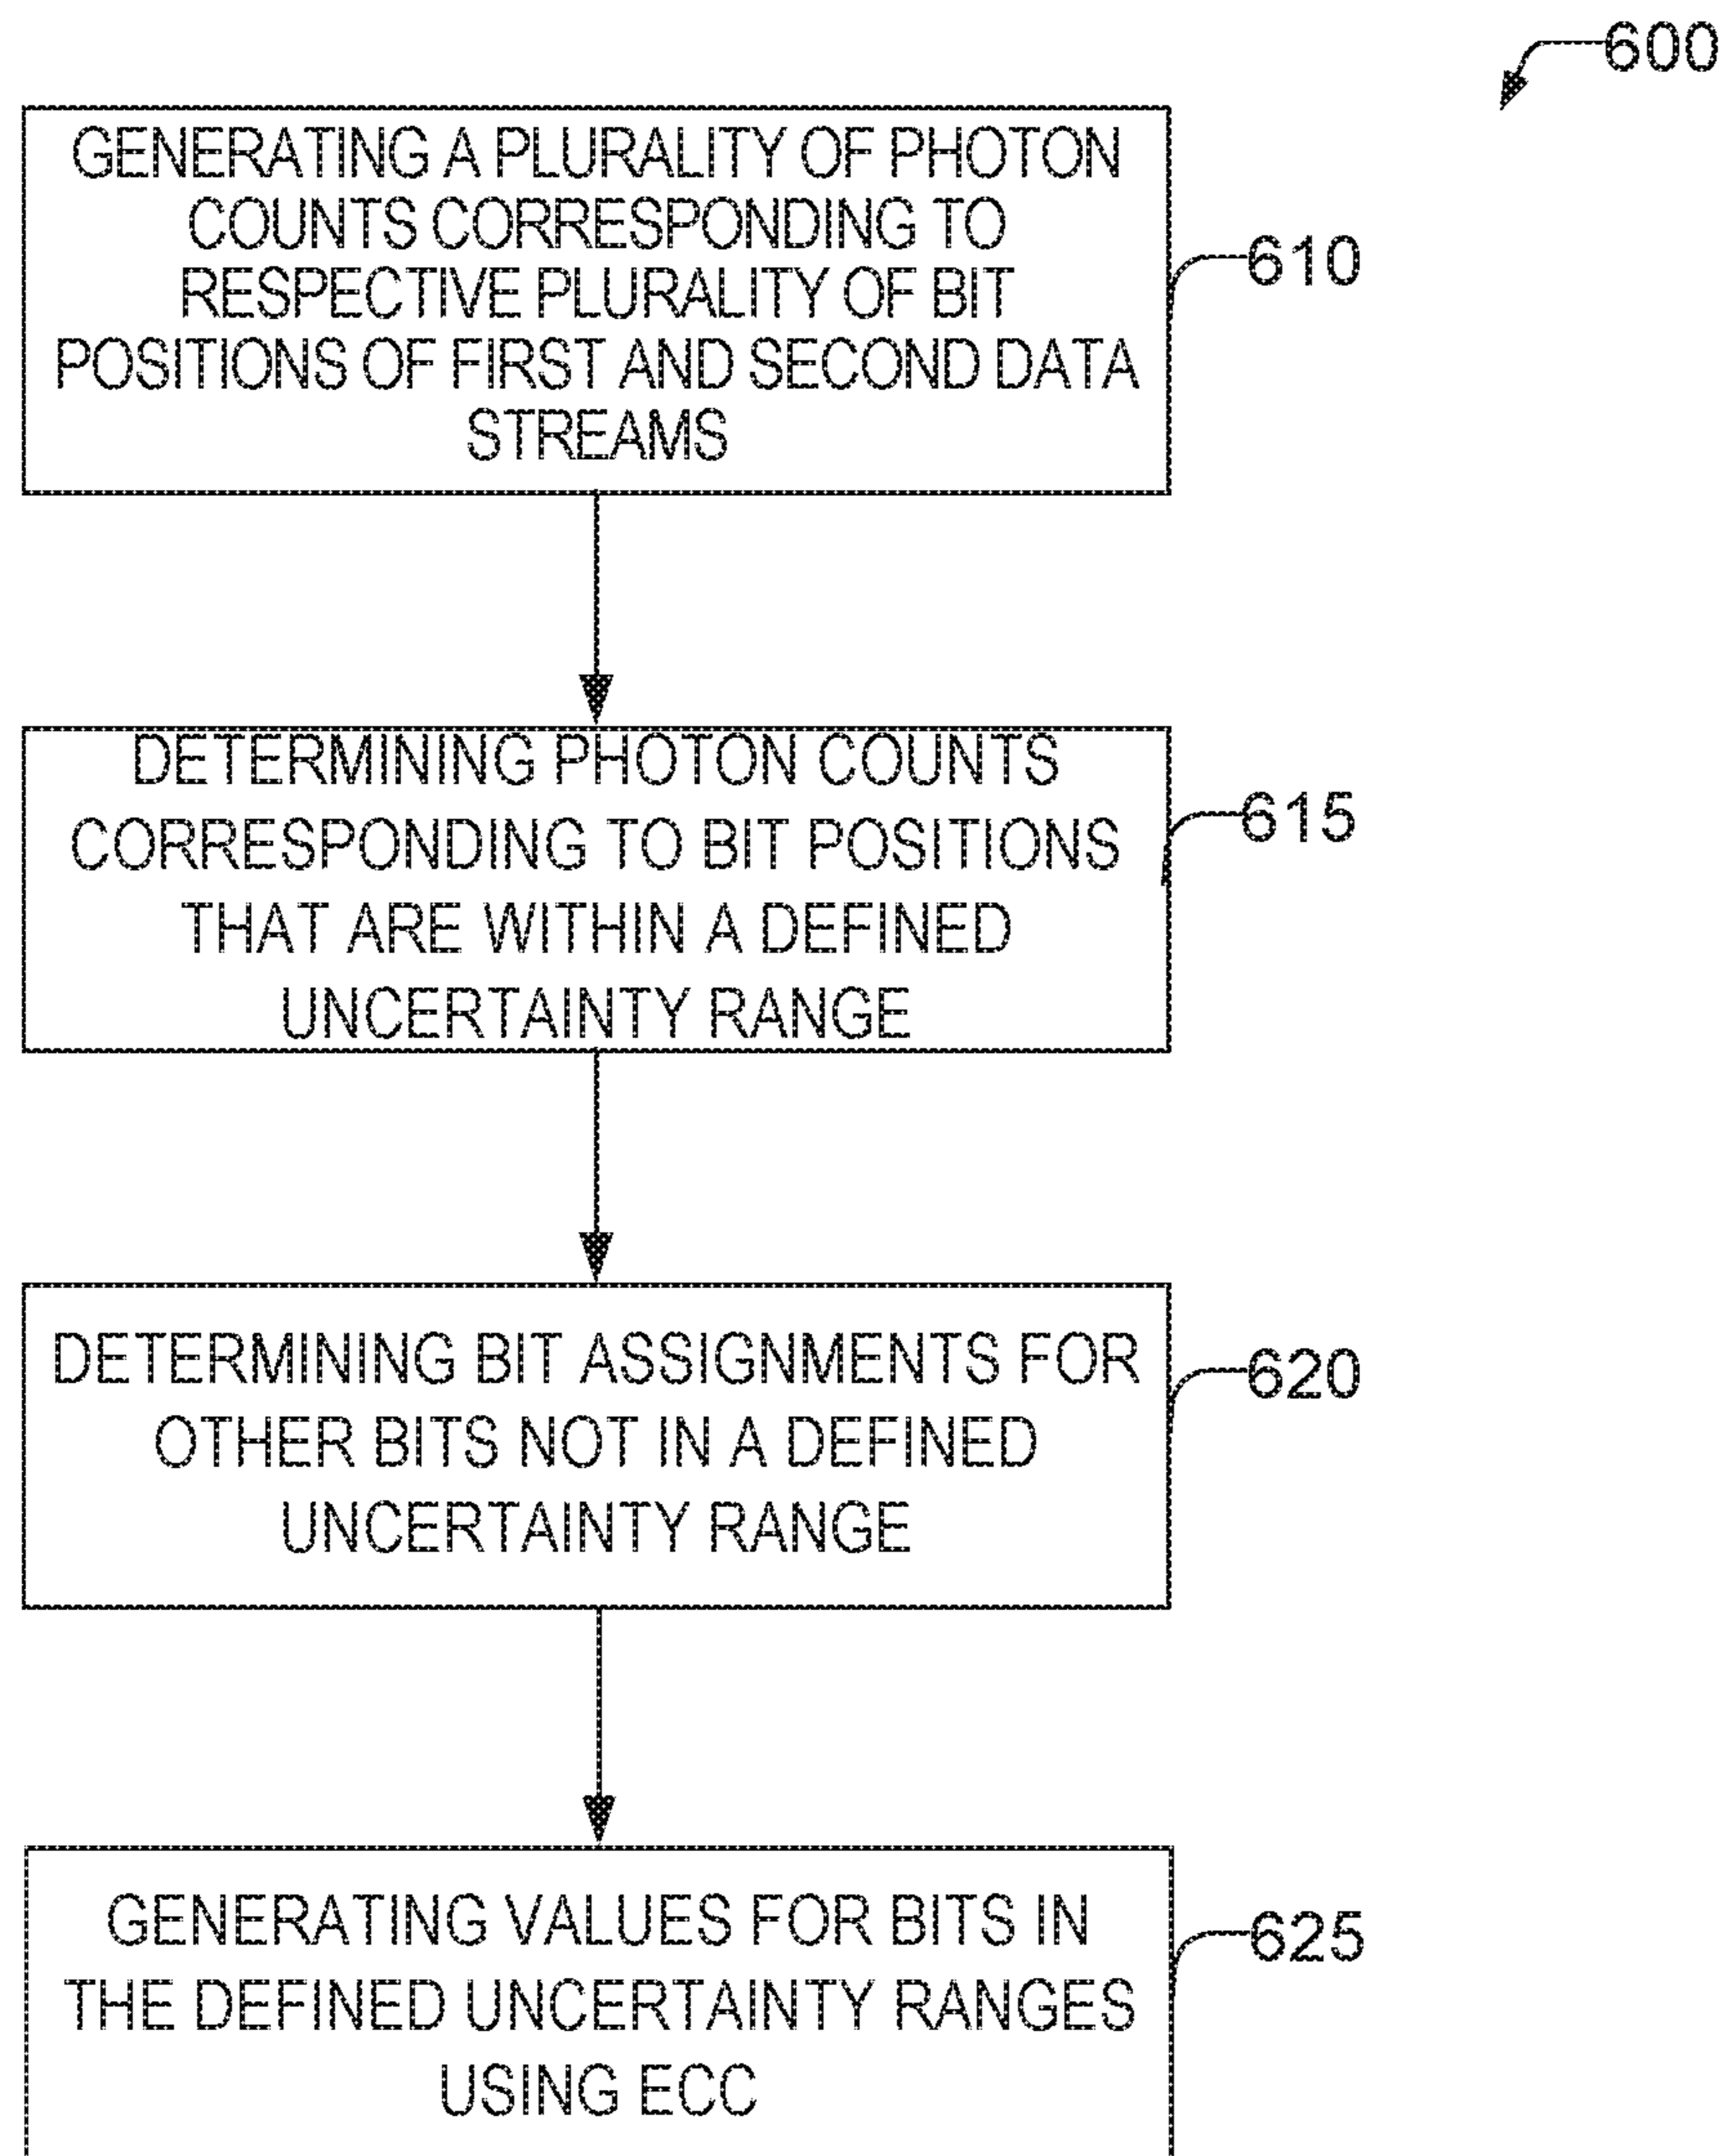 600
GENERATING A PLURALITY OF PHOTON
COUNTS CORRESPONDING TO
RESPECTIVE PLURALITY OF BIT
POSITIONS OF FIRST AND SECOND DATA
STREAMS
610
DETERMINING PHOTON COUNTS
CORRESPONDING TO BIT POSITIONS
THAT ARE WITHIN A DEFINED
UNCERTAINTY RANGE
615
DETERMINING BIT ASSIGNMENTS FOR
OTHER BITS NOT IN A DEFINED
UNCERTAINTY RANGE
620
GENERATING VALUES FOR BITS IN
THE DEFINED UNCERTAINTY RANGES
USING ECC
625